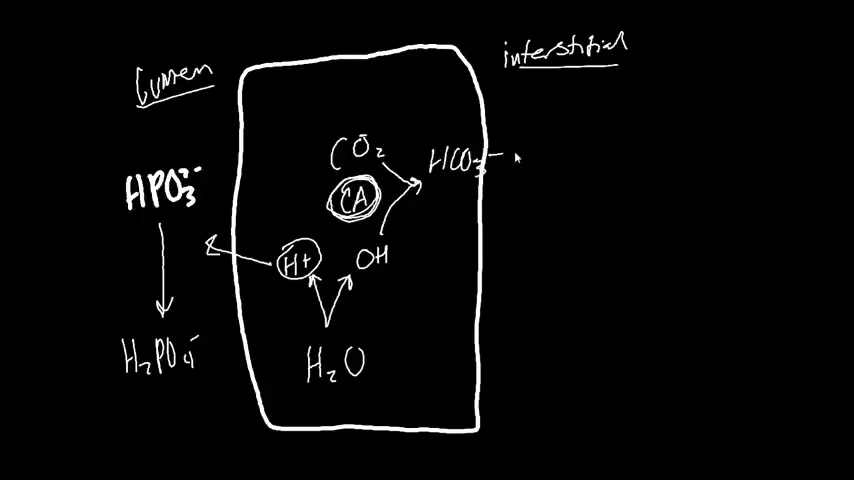 interstitial
Lumen
CO₂
HCO₃⁻
HPO₃²⁻
CA
H+
OH
H₂PO₄⁻
H₂O